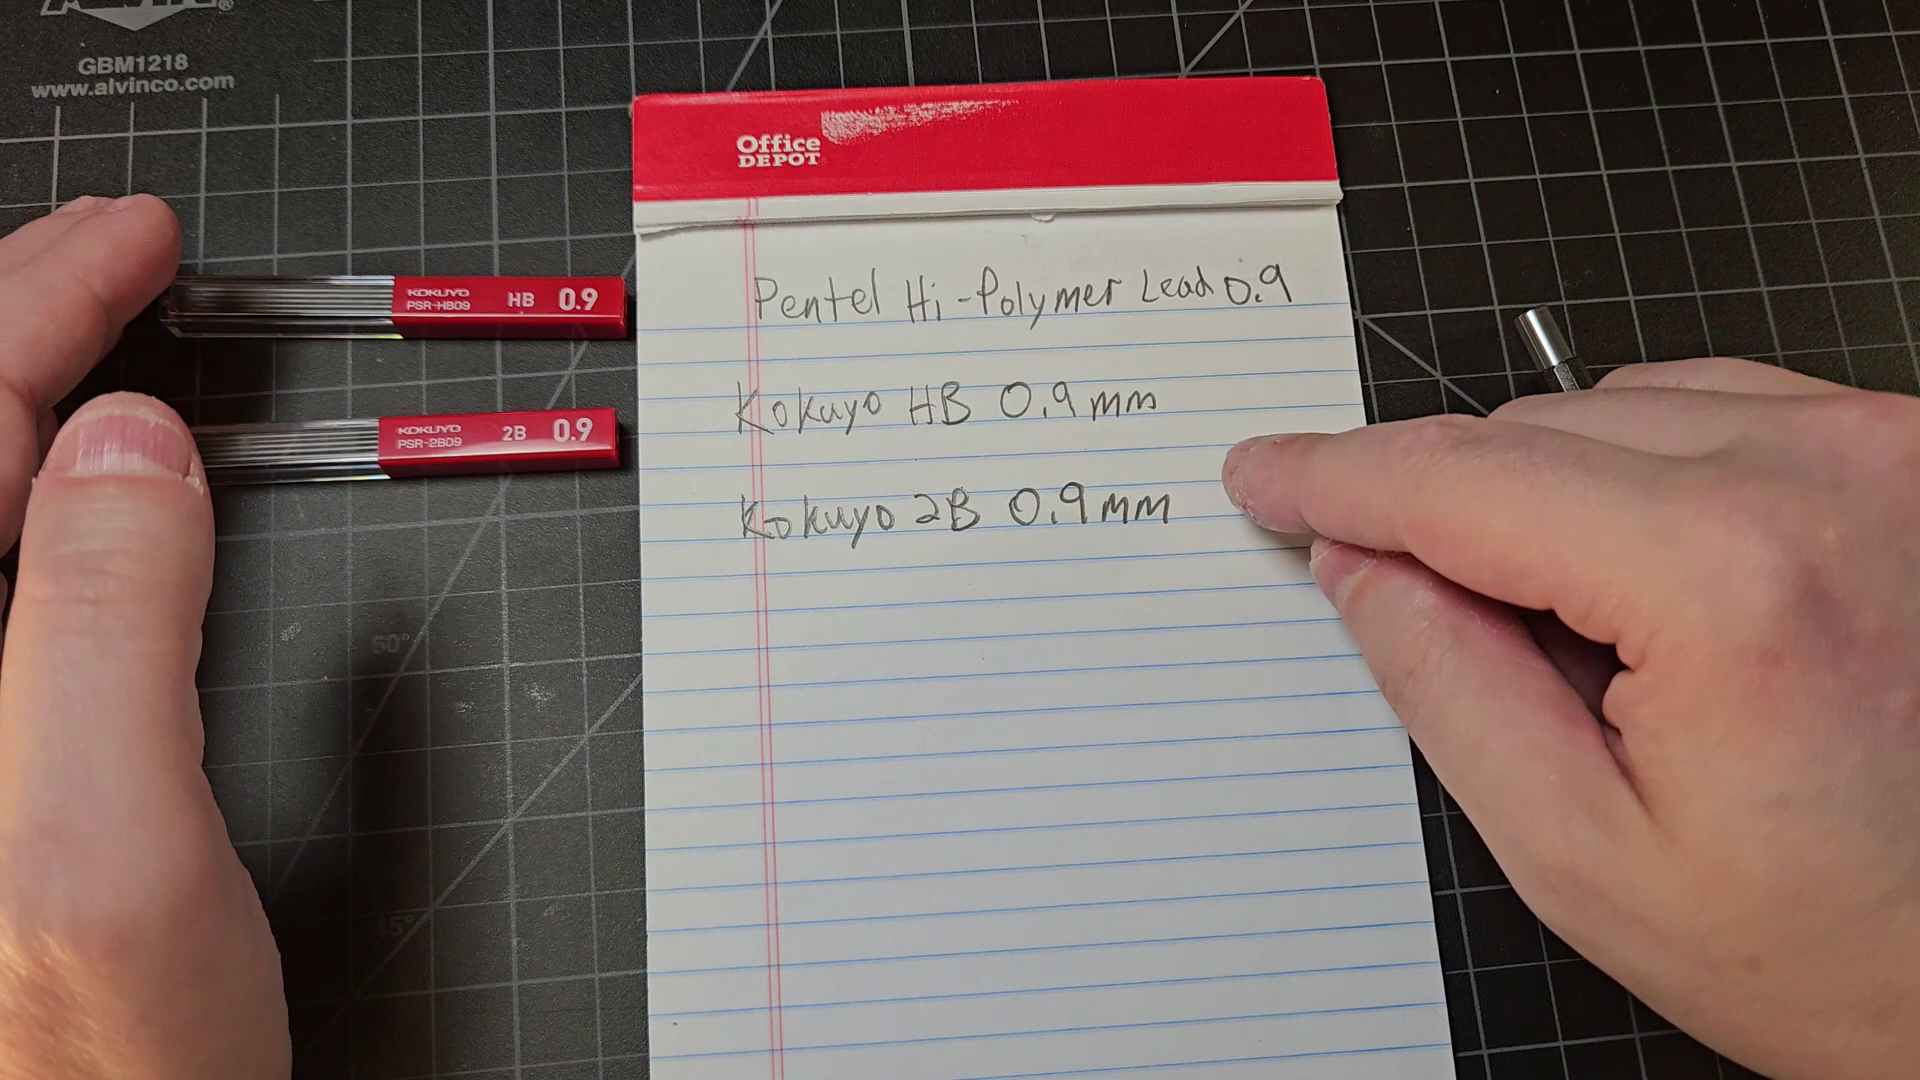 GBM1218
www.alvinco.com
Office
DEPOT
Pentel Hi-Polymer Lead 0.9
KOKUYO
PSR-HB09 HB 0.9
Kokuyo HB 0.9mm
KOKUYO
PSR-2B09 2B 0.9
Kokuyo 2B 0.9mm
60°
45°